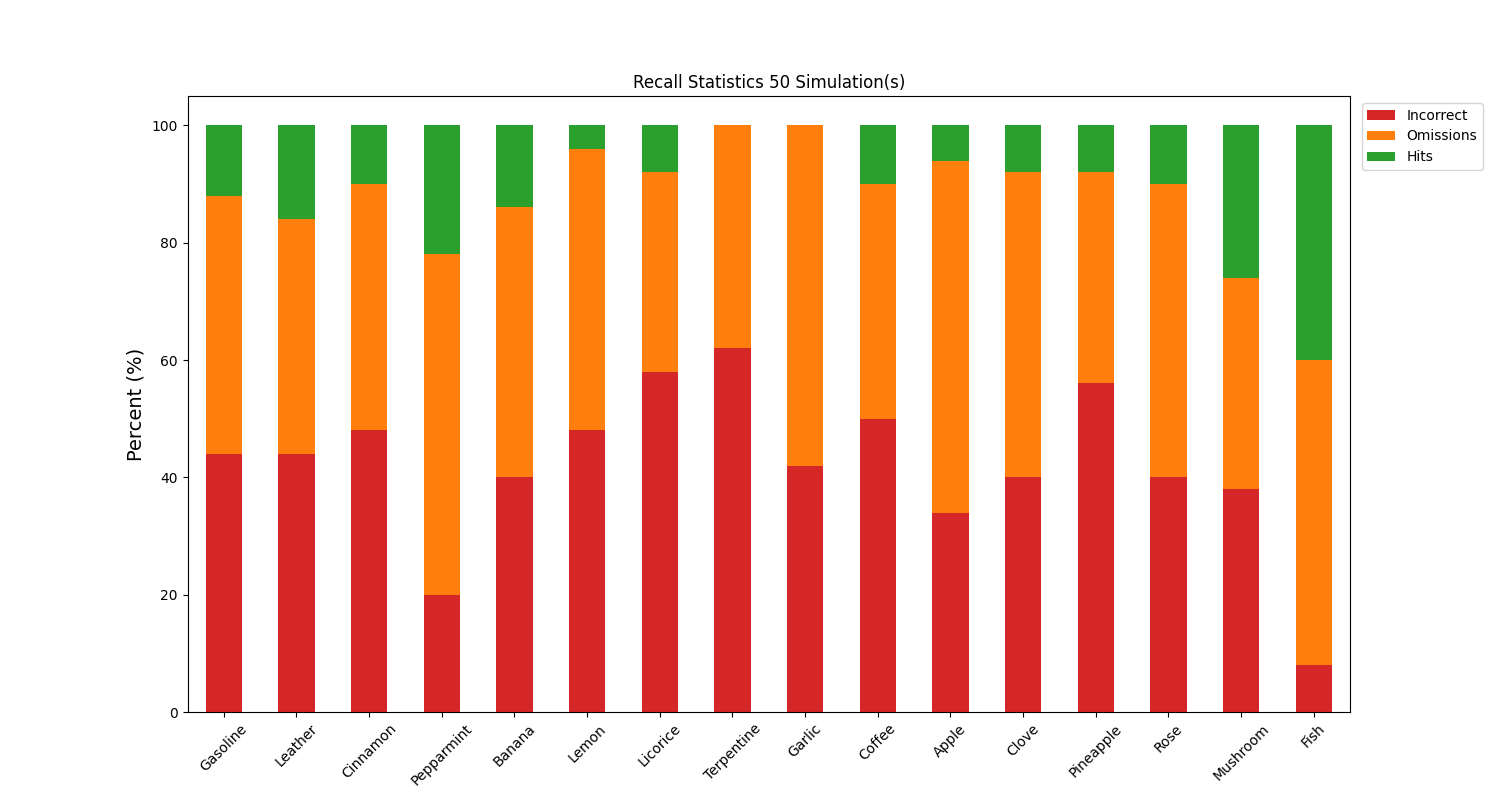 Recall Statistics 50 Simulation(s)
Incorrect
Omissions
Hits
Percent (%)
100
80
60
40
20
0
Gasoline
Leather
Cinnamon
Pepparmint
Banana
Lemon
Licorice
Terpentine
Garlic
Coffee
Apple
Clove
Pineapple
Rose
Mushroom
Fish